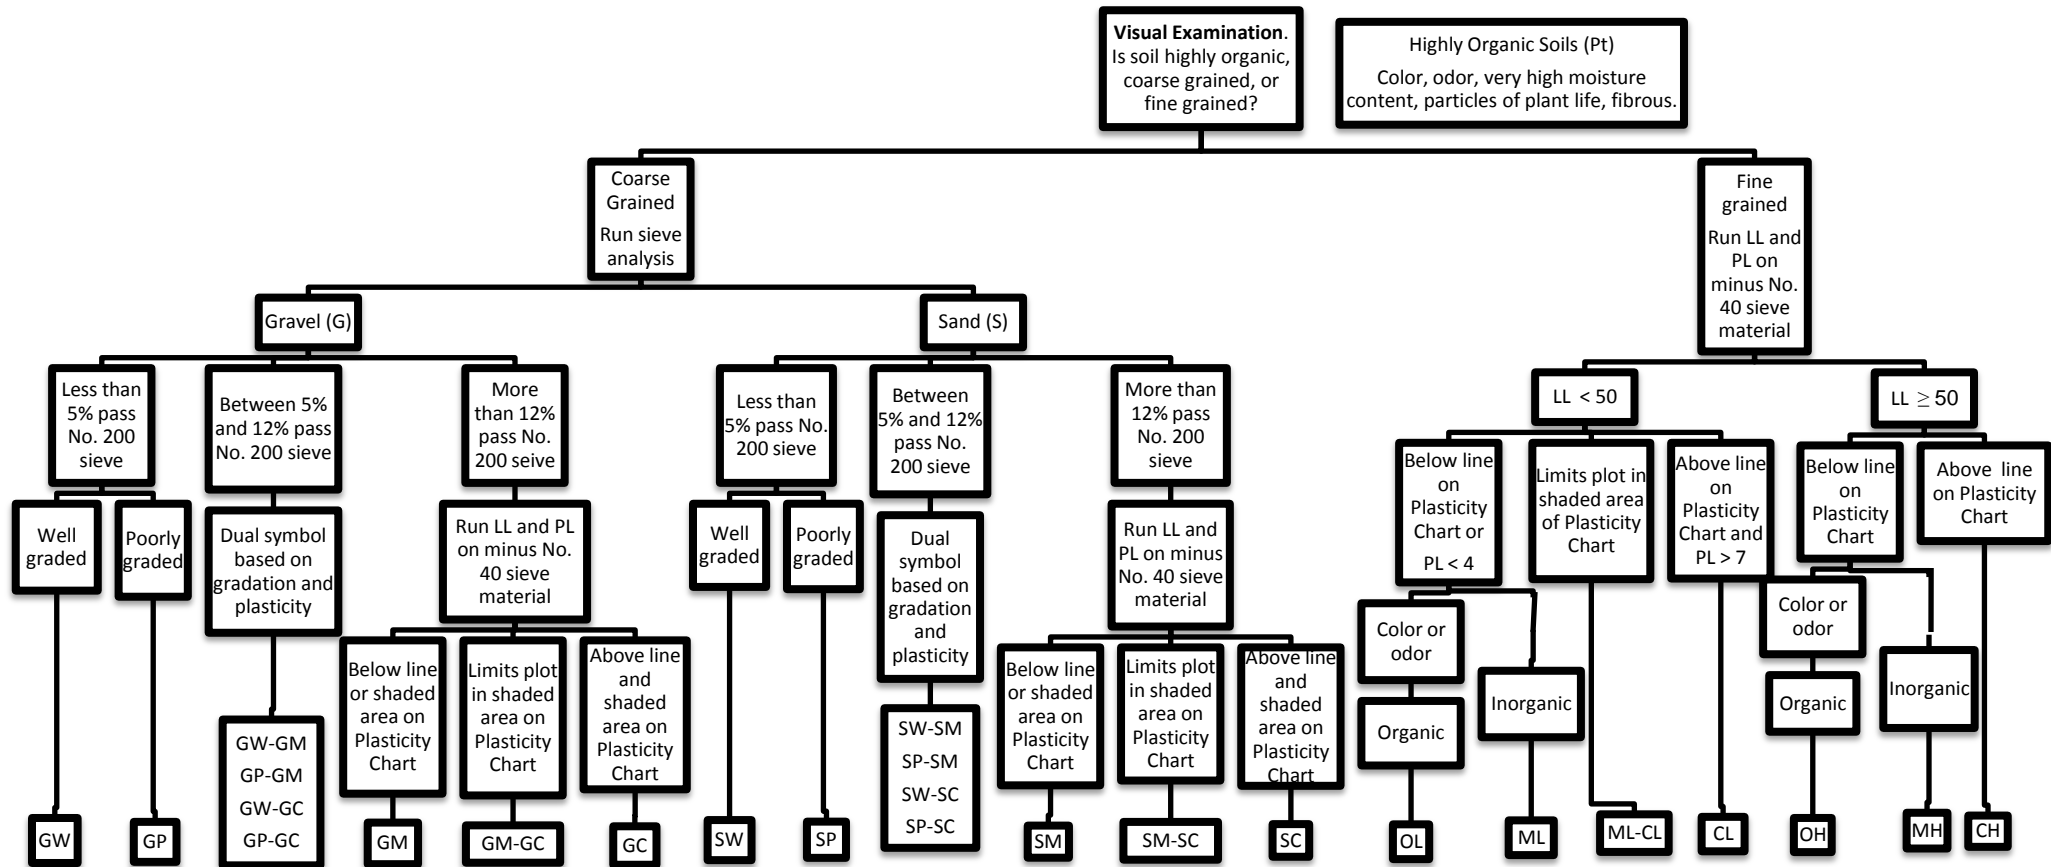 Visual Examination.
Is soil highly organic,
coarse grained, or
fine grained?
Highly Organic Soils (Pt)
Color, odor, very high moisture
content, particles of plant life, fibrous.
Coarse
Grained
Run sieve
analysis
Fine
grained
Run LL and
PL on
minus No.
40 sieve
material
Gravel (G)
Sand (S)
Less than
5% pass
No. 200
sieve
Between 5%
and 12% pass
No. 200 sieve
More
than 12%
pass No.
200 seive
Less than
5% pass No.
200 sieve
Between
5% and 12%
pass No.
200 sieve
More than
12% pass
No. 200
sieve
LL < 50
LL ≥ 50
Well
graded
Poorly
graded
Dual symbol
based on
gradation and
plasticity
Run LL and PL
on minus No.
40 sieve
material
Well
graded
Poorly
graded
Dual
symbol
based on
gradation
and
plasticity
Run LL and
PL on minus
No. 40 sieve
material
Below line
on
Plasticity
Chart or
PL < 4
Limits plot in
shaded area
of Plasticity
Chart
Above line
on
Plasticity
Chart and
PL > 7
Below line
on
Plasticity
Chart
Above line
on Plasticity
Chart
Below line
or shaded
area on
Plasticity
Chart
Limits plot
in shaded
area on
Plasticity
Chart
Above line
and
shaded
area on
Plasticity
Chart
Below line
or shaded
area on
Plasticity
Chart
Limits plot
in shaded
area on
Plasticity
Chart
Above line
and
shaded
area on
Plasticity
Chart
Color or
odor
Organic
Inorganic
Color or
odor
Organic
Inorganic
GW-GM
GP-GM
GW-GC
GP-GC
SW-SM
SP-SM
SW-SC
SP-SC
GW
GP
GM
GM-GC
GC
SW
SP
SM
SM-SC
SC
OL
ML
ML-CL
CL
OH
MH
CH